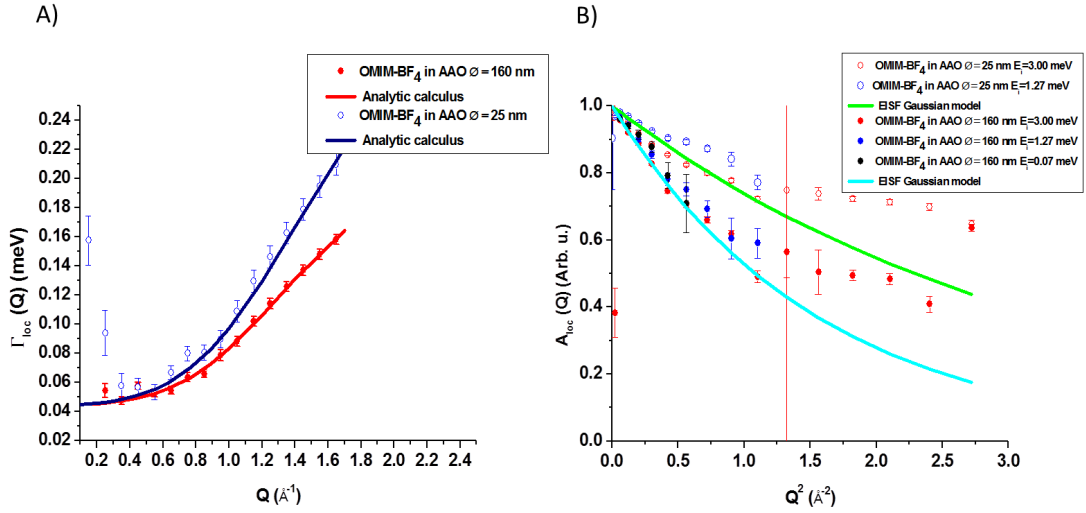 A)
B)
OMIM-BF4 in AAO Ø = 160 nm
Analytic calculus
OMIM-BF4 in AAO Ø = 25 nm
Analytic calculus
0.24
0.22
0.20
0.18
0.16
0.14
0.12
0.10
0.08
0.06
0.04
0.02
Γloc (Q) (meV)
0.2 0.4 0.6 0.8 1.0 1.2 1.4 1.6 1.8 2.0 2.2 2.4
Q (Å-1)
OMIM-BF4 in AAO Ø = 25 nm Ei=3.00 meV
OMIM-BF4 in AAO Ø = 25 nm Ei=1.27 meV
EISF Gaussian model
OMIM-BF4 in AAO Ø = 160 nm Ei=3.00 meV
OMIM-BF4 in AAO Ø = 160 nm Ei=1.27 meV
OMIM-BF4 in AAO Ø = 160 nm Ei=0.07 meV
EISF Gaussian model
1.0
0.8
0.6
0.4
0.2
0.0
Aloc (Q) (Arb. u.)
0.0 0.5 1.0 1.5 2.0 2.5 3.0
Q2 (Å-2)